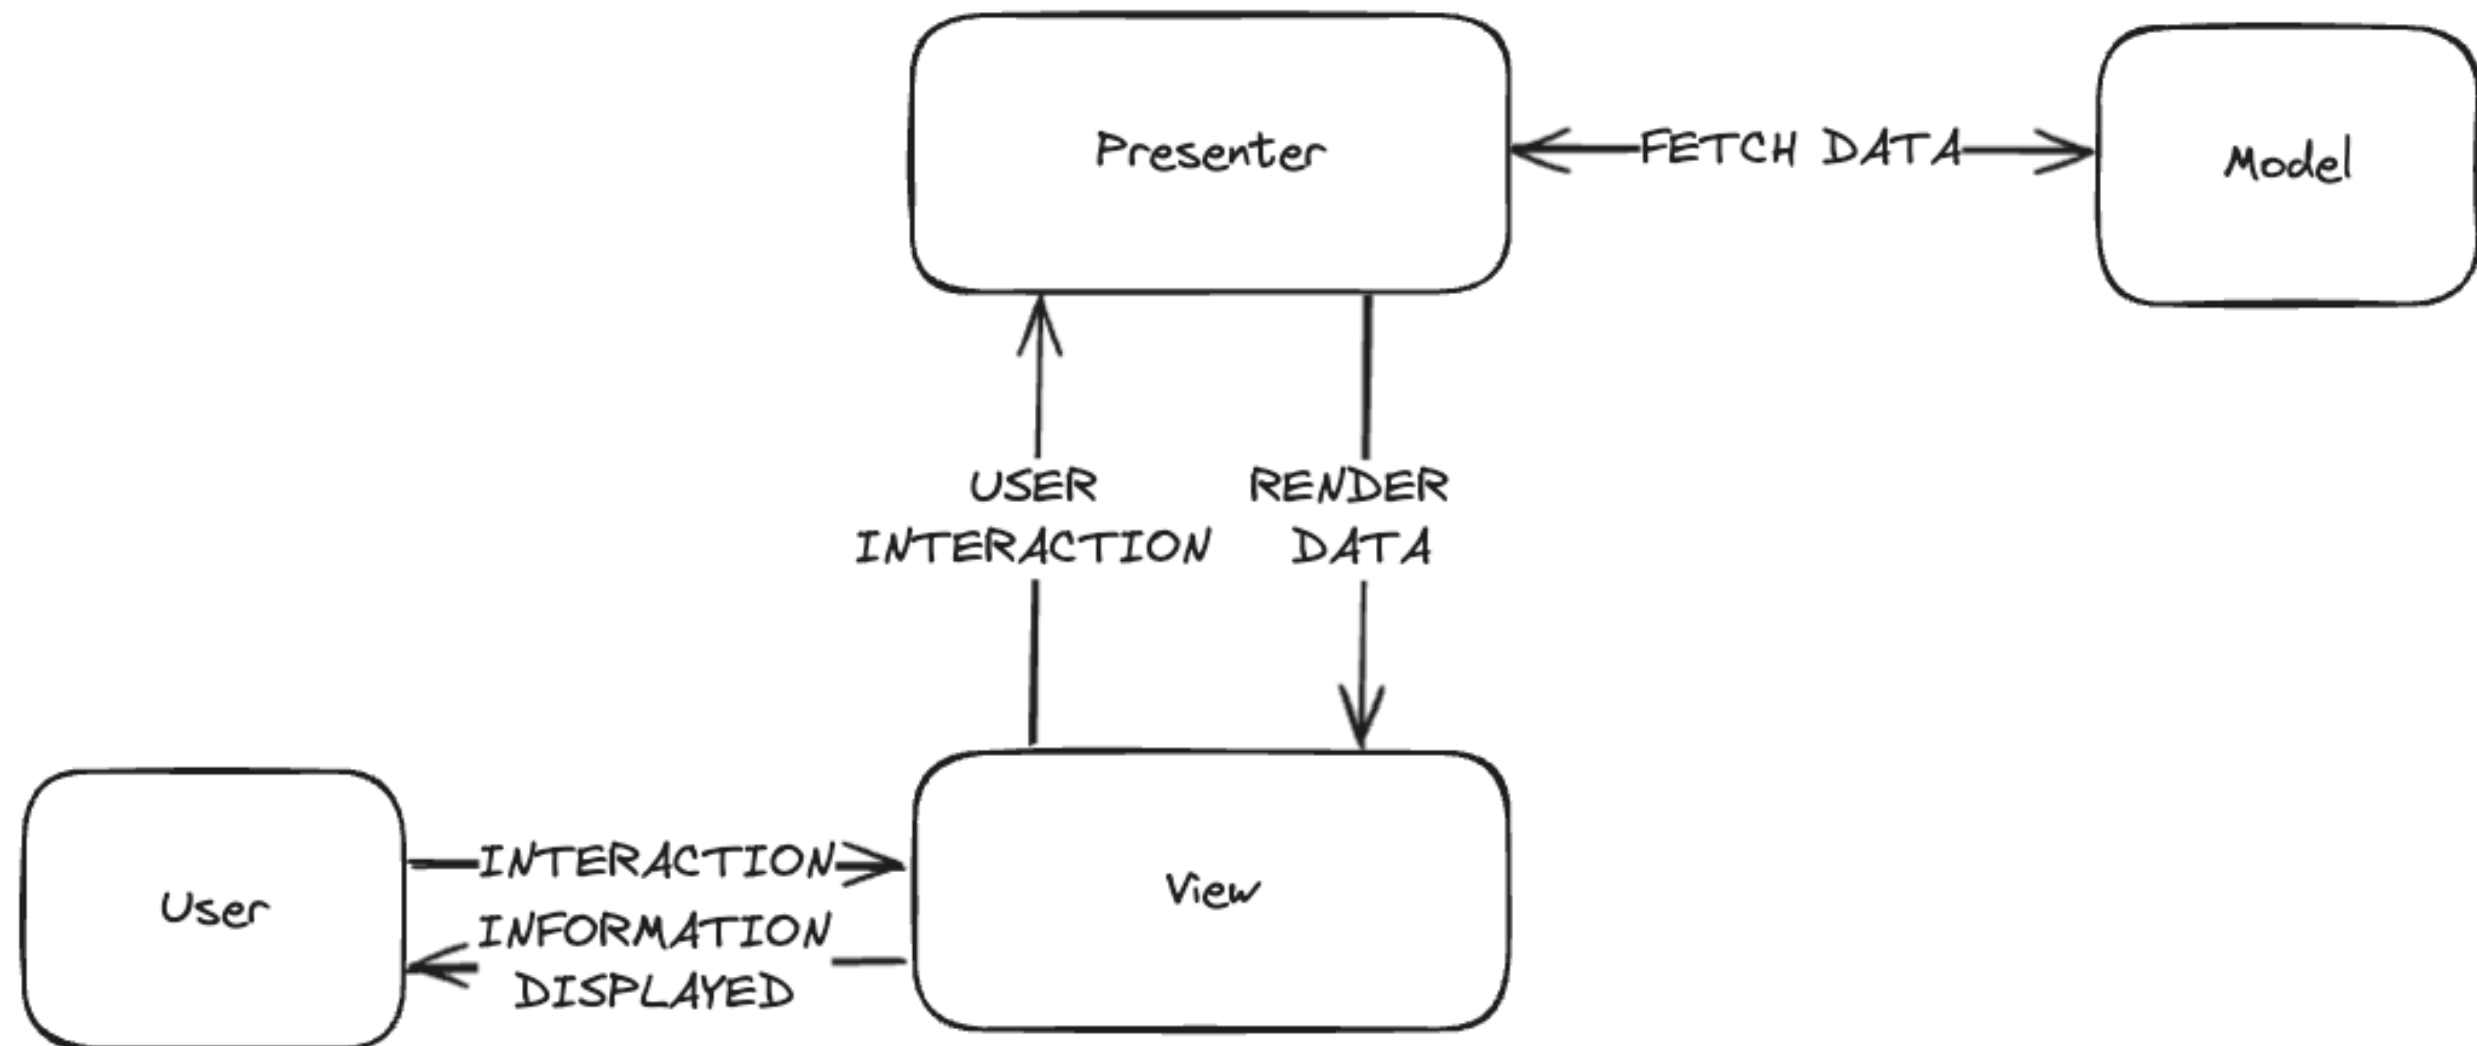 Presenter
FETCH DATA
Model
USER
INTERACTION
RENDER
DATA
User
INTERACTION
INFORMATION
DISPLAYED
View